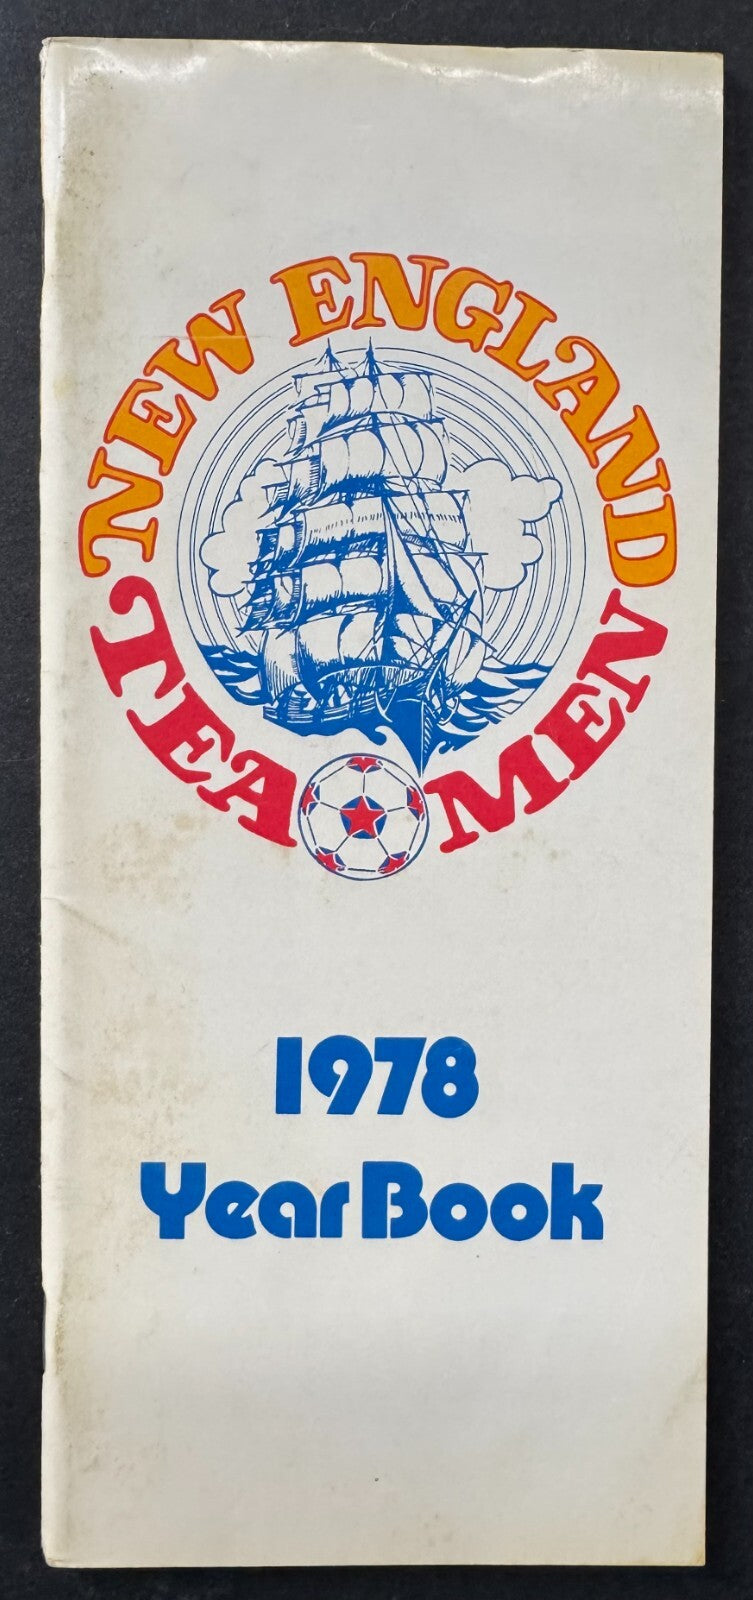 NEW ENGLAND
TEA MEN
1978
Year Book